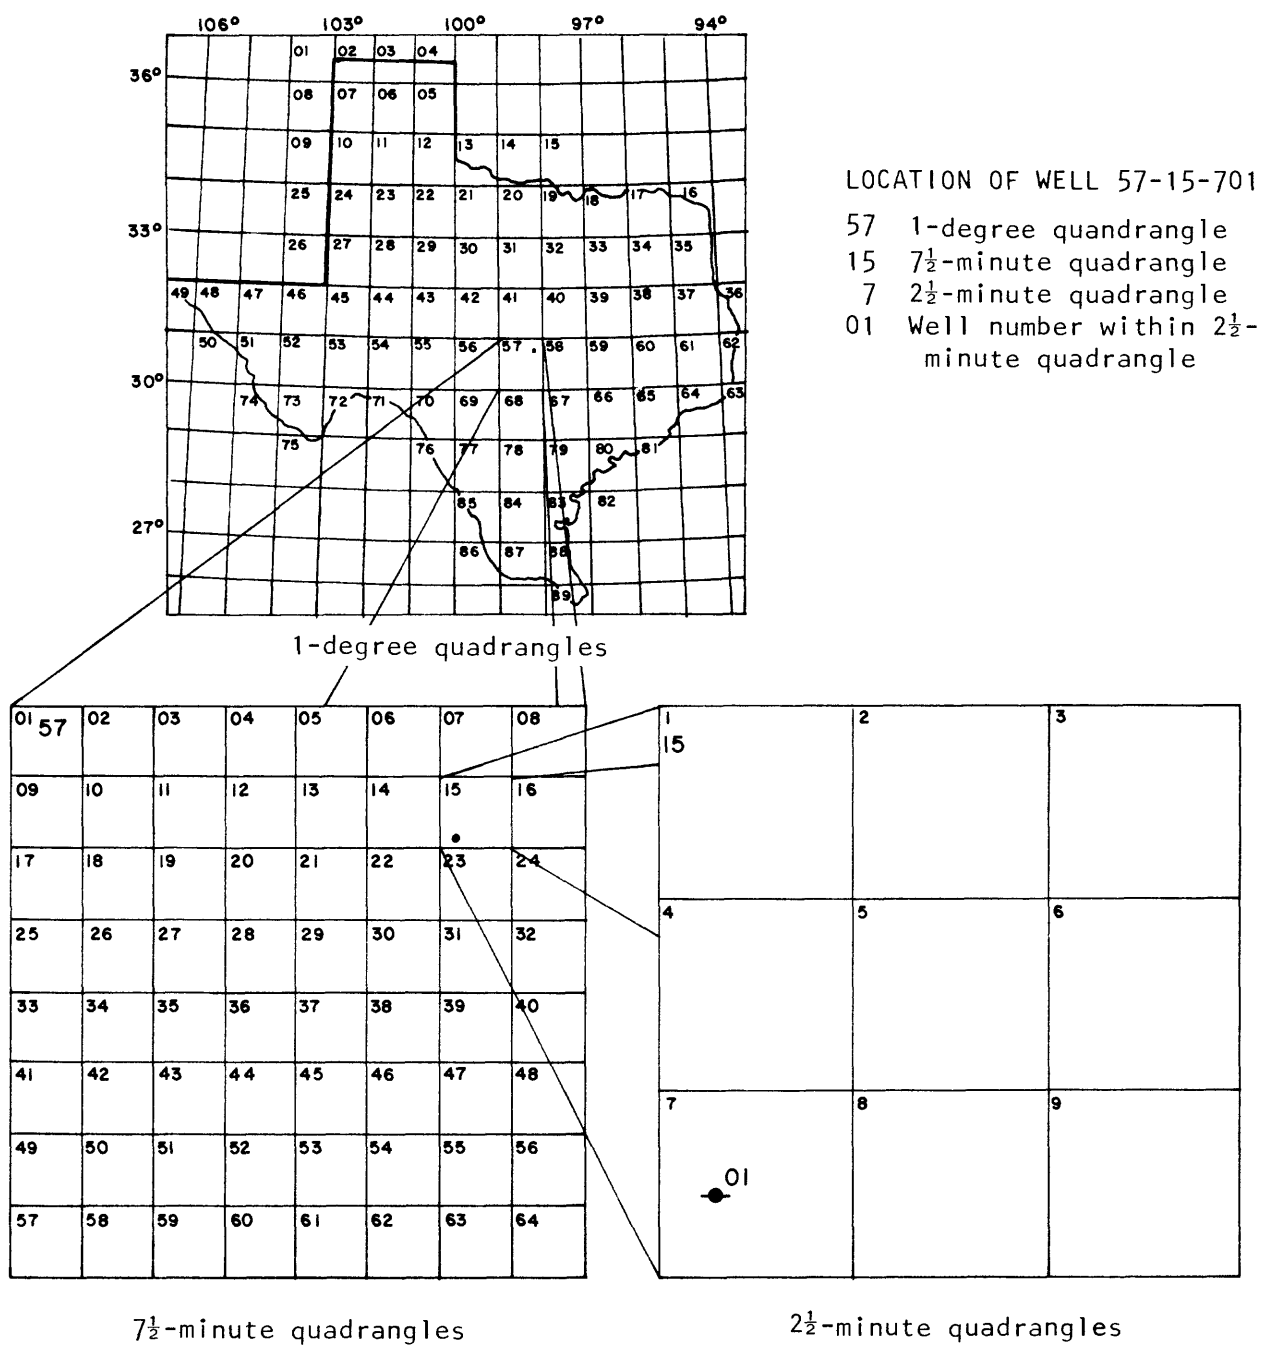 106° 103° 100° 97° 94°
01 02 03 04
36°
08 07 06 05
09 10 11 12 13 14 15
25 24 23 22 21 20 19 18 17 16
33°
26 27 28 29 30 31 32 33 34 35
49 48 47 46 45 44 43 42 41 40 39 38 37 36
50 51 52 53 54 55 56 57 58 59 60 61 62
30°
74 73 72 71 70 69 68 67 66 65 64 63
75 76 77 78 79 80 81
85 84 83 82
27°
86 87 88
89
1-degree quadrangles
LOCATION OF WELL 57-15-701
57 1-degree quandrangle
15 7½-minute quadrangle
7 2½-minute quadrangle
01 Well number within 2½-
minute quadrangle
01 57 02 03 04 05 06 07 08
09 10 11 12 13 14 15 16
17 18 19 20 21 22 23 24
25 26 27 28 29 30 31 32
33 34 35 36 37 38 39 40
41 42 43 44 45 46 47 48
49 50 51 52 53 54 55 56
57 58 59 60 61 62 63 64
7½-minute quadrangles
1 2 3
15
4 5 6
7 8 9
01
2½-minute quadrangles